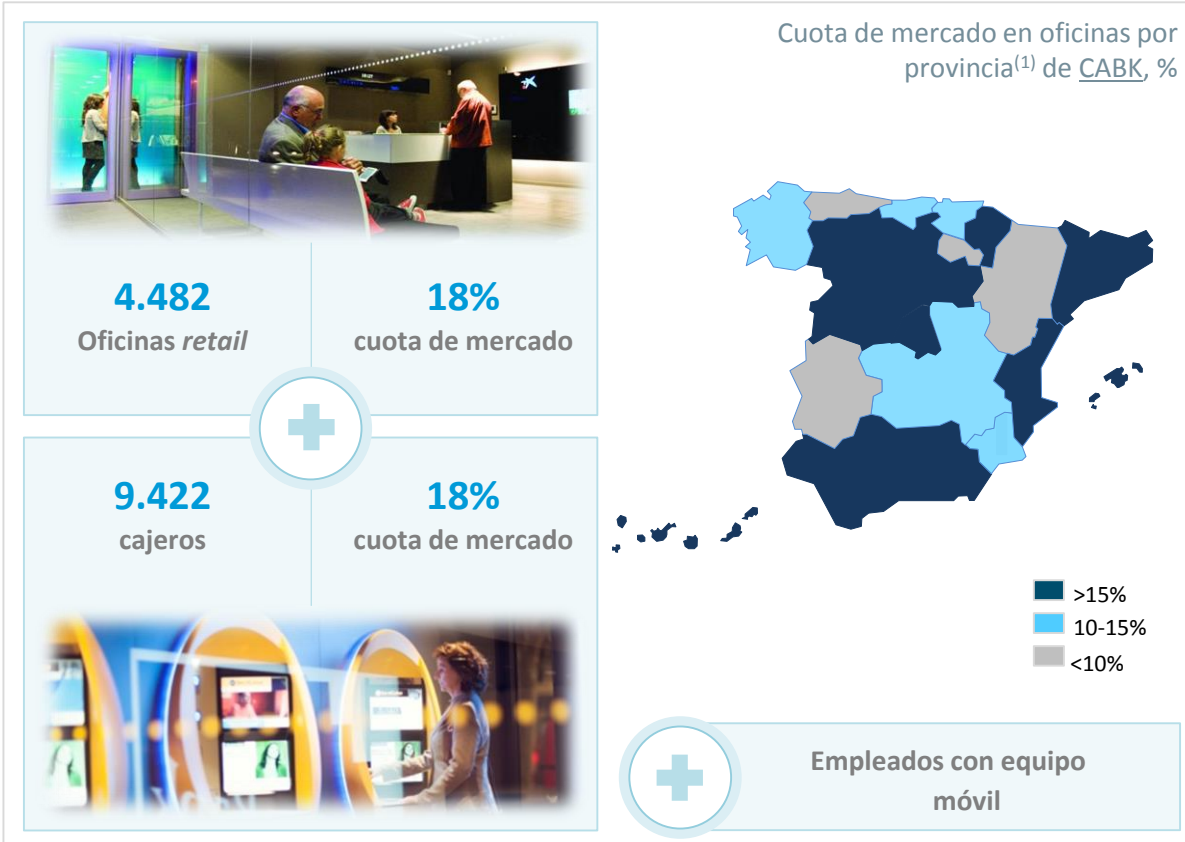 Cuota de mercado en oficinas por
provincia(1) de CABK, %
4.482
Oficinas retail
18%
cuota de mercado
9.422
cajeros
18%
cuota de mercado
>15%
10-15%
<10%
Empleados con equipo
móvil